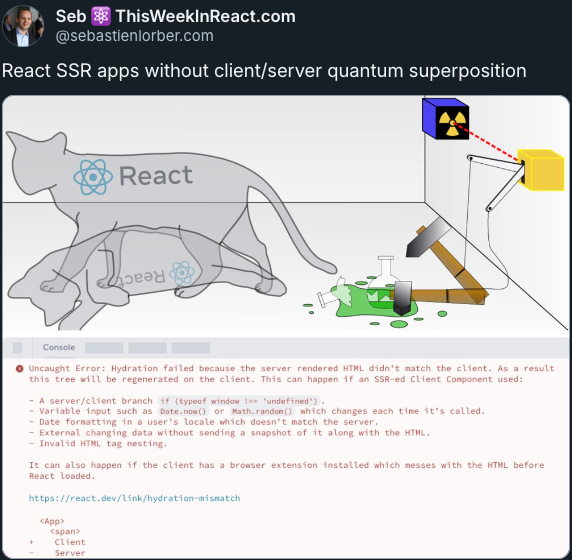 Seb ⚛️ ThisWeekInReact.com
@sebastienlorber.com
React SSR apps without client/server quantum superposition
React
React
Console
Uncaught Error: Hydration failed because the server rendered HTML didn't match the client. As a result
this tree will be regenerated on the client. This can happen if an SSR-ed Client Component used:
- A server/client branch if (typeof window !== 'undefined').
- Variable input such as Date.now() or Math.random() which changes each time it's called.
- Date formatting in a user's locale which doesn't match the server.
- External changing data without sending a snapshot of it along with the HTML.
- Invalid HTML tag nesting.
It can also happen if the client has a browser extension installed which messes with the HTML before
React loaded.
https://react.dev/link/hydration-mismatch
<App>
<span>
+ Client
- Server